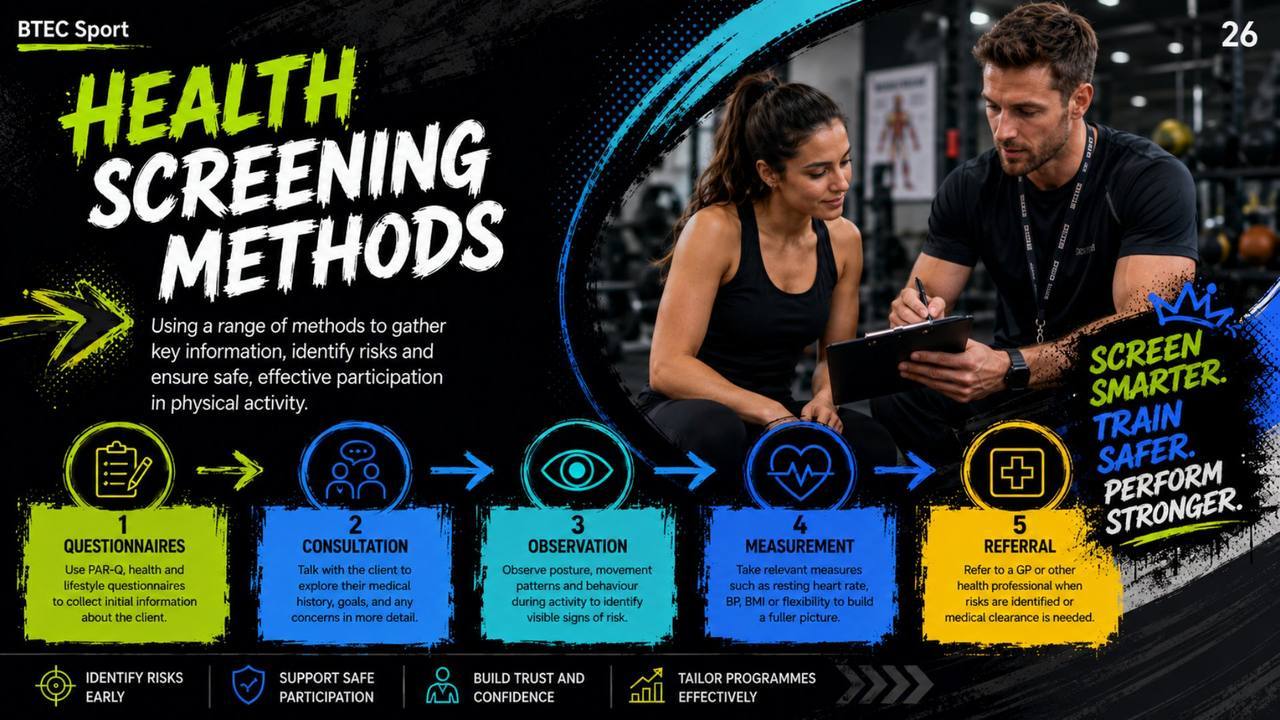 BTEC Sport
26
HEALTH
SCREENING
METHODS
Using a range of methods to gather
key information, identify risks and
ensure safe, effective participation
in physical activity.
SCREEN
SMARTER.
TRAIN
SAFER.
PERFORM
STRONGER.
1
QUESTIONNAIRES
Use PAR-Q, health and
lifestyle questionnaires
to collect initial information
about the client.
2
CONSULTATION
Talk with the client to
explore their medical
history, goals, and any
concerns in more detail.
3
OBSERVATION
Observe posture, movement
patterns and behaviour
during activity to identify
visible signs of risk.
4
MEASUREMENT
Take relevant measures
such as resting heart rate,
BP, BMI or flexibility to build
a fuller picture.
5
REFERRAL
Refer to a GP or other
health professional when
risks are identified or
medical clearance is needed.
IDENTIFY RISKS
EARLY
SUPPORT SAFE
PARTICIPATION
BUILD TRUST AND
CONFIDENCE
TAILOR PROGRAMMES
EFFECTIVELY